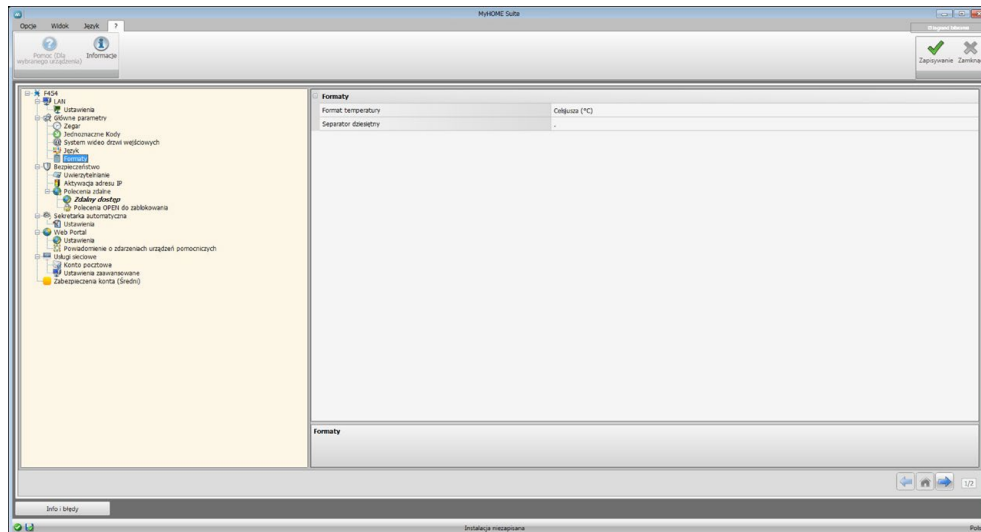 MyHOME Suite
Opcje Widok Język ?
Pomoc (Dla wybranego urządzenia)
Informacje
Zapisywanie
F454
LAN
Ustawienia
Główne parametry
Zegar
Jednoznaczne Kody
System wideo drzwi wejściowych
Język
Formaty
Bezpieczeństwo
Uwierzytelnianie
Aktywacja adresu IP
Polecenia zdalne
Zdalny dostęp
Polecenia OPEN do zablokowania
Sekretarka automatyczna
Ustawienia
Web Portal
Ustawienia
Powiadomienie o zdarzeniach urządzeń pomocniczych
Usługi sieciowe
Konto pocztowe
Ustawienia zaawansowane
Zabezpieczenia konta (Średni)
Formaty
Format temperatury Celsjusza (°C)
Separator dziesiętny .
Formaty
1/2
Info i błędy
Instalacja niezapisana